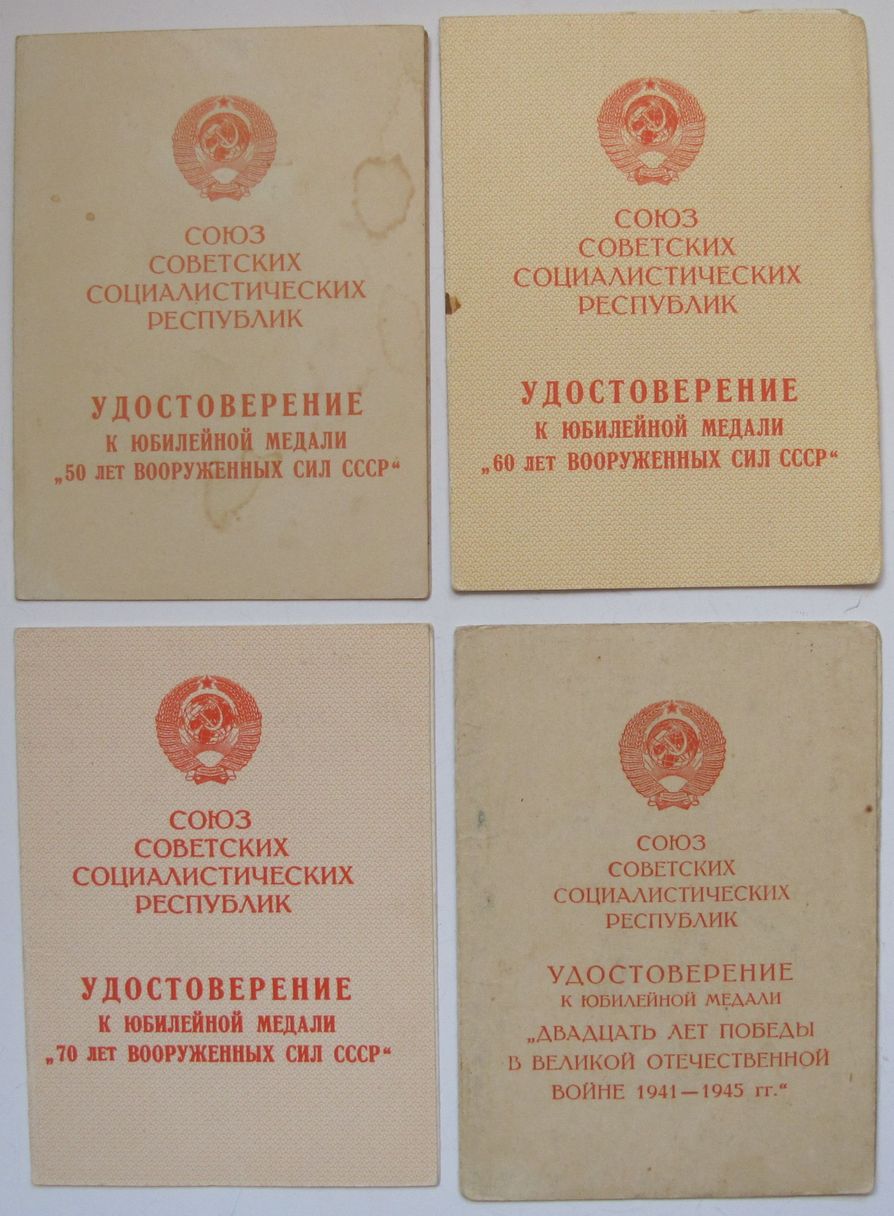 СОЮЗ
СОВЕТСКИХ
СОЦИАЛИСТИЧЕСКИХ
РЕСПУБЛИК
УДОСТОВЕРЕНИЕ
К ЮБИЛЕЙНОЙ МЕДАЛИ
„50 ЛЕТ ВООРУЖЕННЫХ СИЛ СССР“
СОЮЗ
СОВЕТСКИХ
СОЦИАЛИСТИЧЕСКИХ
РЕСПУБЛИК
УДОСТОВЕРЕНИЕ
К ЮБИЛЕЙНОЙ МЕДАЛИ
„60 ЛЕТ ВООРУЖЕННЫХ СИЛ СССР“
СОЮЗ
СОВЕТСКИХ
СОЦИАЛИСТИЧЕСКИХ
РЕСПУБЛИК
УДОСТОВЕРЕНИЕ
К ЮБИЛЕЙНОЙ МЕДАЛИ
„70 ЛЕТ ВООРУЖЕННЫХ СИЛ СССР“
СОЮЗ
СОВЕТСКИХ
СОЦИАЛИСТИЧЕСКИХ
РЕСПУБЛИК
УДОСТОВЕРЕНИЕ
К ЮБИЛЕЙНОЙ МЕДАЛИ
„ДВАДЦАТЬ ЛЕТ ПОБЕДЫ
В ВЕЛИКОЙ ОТЕЧЕСТВЕННОЙ
ВОЙНЕ 1941—1945 гг.“